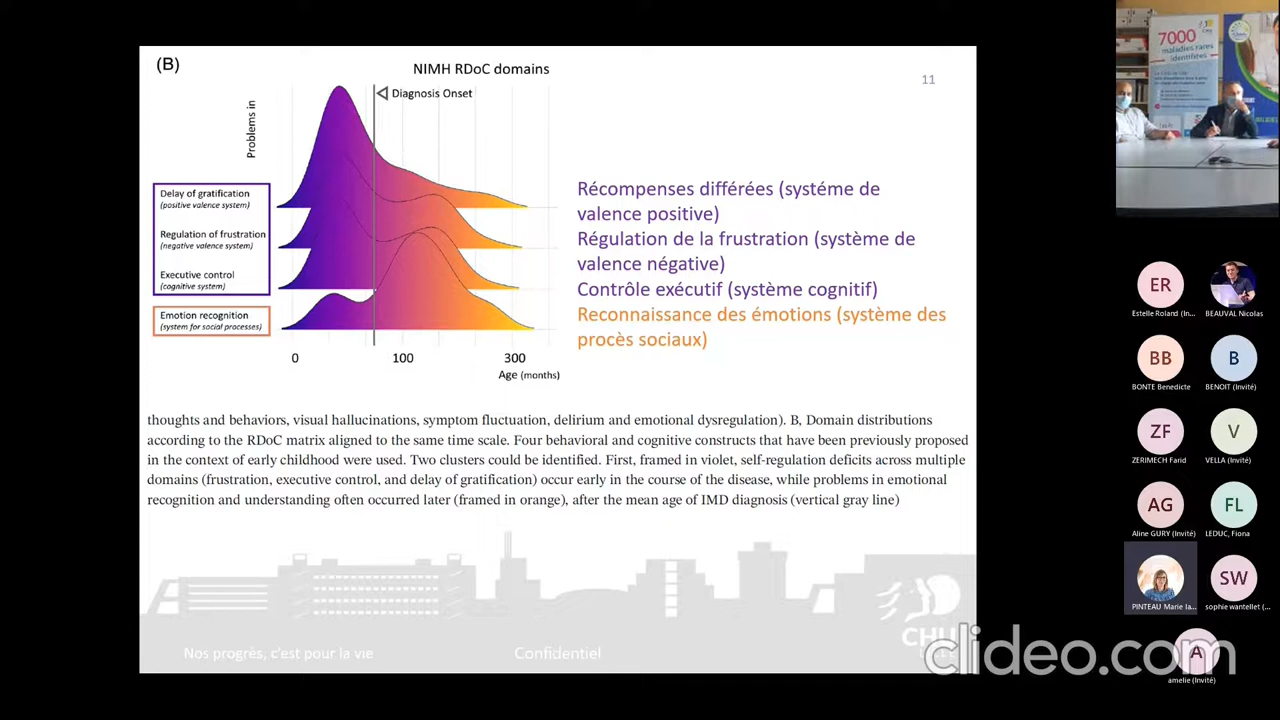 (B)
NIMH RDoC domains
11
Diagnosis Onset
Problems in
Delay of gratification
(positive valence system)
Regulation of frustration
(negative valence system)
Executive control
(cognitive system)
Emotion recognition
(system for social processes)
0 100 300
Age (months)
Récompenses différées (systéme de
valence positive)
Régulation de la frustration (système de
valence négative)
Contrôle exécutif (système cognitif)
Reconnaissance des émotions (système des
procès sociaux)
thoughts and behaviors, visual hallucinations, symptom fluctuation, delirium and emotional dysregulation). B, Domain distributions
according to the RDoC matrix aligned to the same time scale. Four behavioral and cognitive constructs that have been previously proposed
in the context of early childhood were used. Two clusters could be identified. First, framed in violet, self-regulation deficits across multiple
domains (frustration, executive control, and delay of gratification) occur early in the course of the disease, while problems in emotional
recognition and understanding often occurred later (framed in orange), after the mean age of IMD diagnosis (vertical gray line)
Nos progrès, c'est pour la vie
Confidentiel
CHU
clideo.com
7000
maladies rares
identifiées
ER
Estelle Roland (In...
BEAUVAL Nicolas
BB
BONTE Benedicte
B
BENOIT (Invité)
ZF
ZERIMECH Farid
V
VELLA (Invité)
AG
Aline GURY (Invité)
FL
LEDUC, Fiona
PINTEAU Marie la...
SW
sophie wantellet (...
A
amelie (Invité)